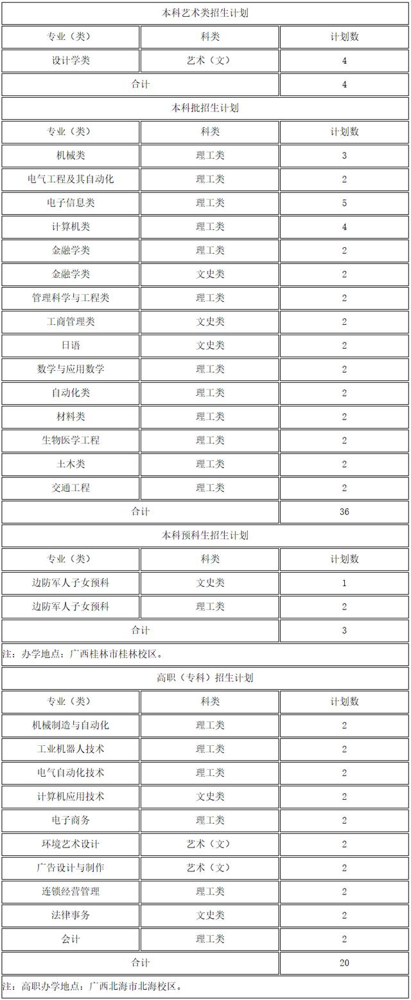 本科艺术类招生计划
专业（类） 科类 计划数
设计学类 艺术（文） 4
合计 4
本科批招生计划
专业（类） 科类 计划数
机械类 理工类 3
电气工程及其自动化 理工类 2
电子信息类 理工类 5
计算机类 理工类 4
金融学类 理工类 2
金融学类 文史类 2
管理科学与工程类 理工类 2
工商管理类 文史类 2
日语 文史类 2
数学与应用数学 理工类 2
自动化类 理工类 2
材料类 理工类 2
生物医学工程 理工类 2
土木类 理工类 2
交通工程 理工类 2
合计 36
本科预科生招生计划
专业（类） 科类 计划数
边防军人子女预科 文史类 1
边防军人子女预科 理工类 2
合计 3
注：办学地点：广西桂林市桂林校区。
高职（专科）招生计划
专业（类） 科类 计划数
机械制造与自动化 理工类 2
工业机器人技术 理工类 2
电气自动化技术 理工类 2
计算机应用技术 文史类 2
电子商务 理工类 2
环境艺术设计 艺术（文） 2
广告设计与制作 艺术（文） 2
连锁经营管理 理工类 2
法律事务 文史类 2
会计 理工类 2
合计 20
注：高职办学地点：广西北海市北海校区。